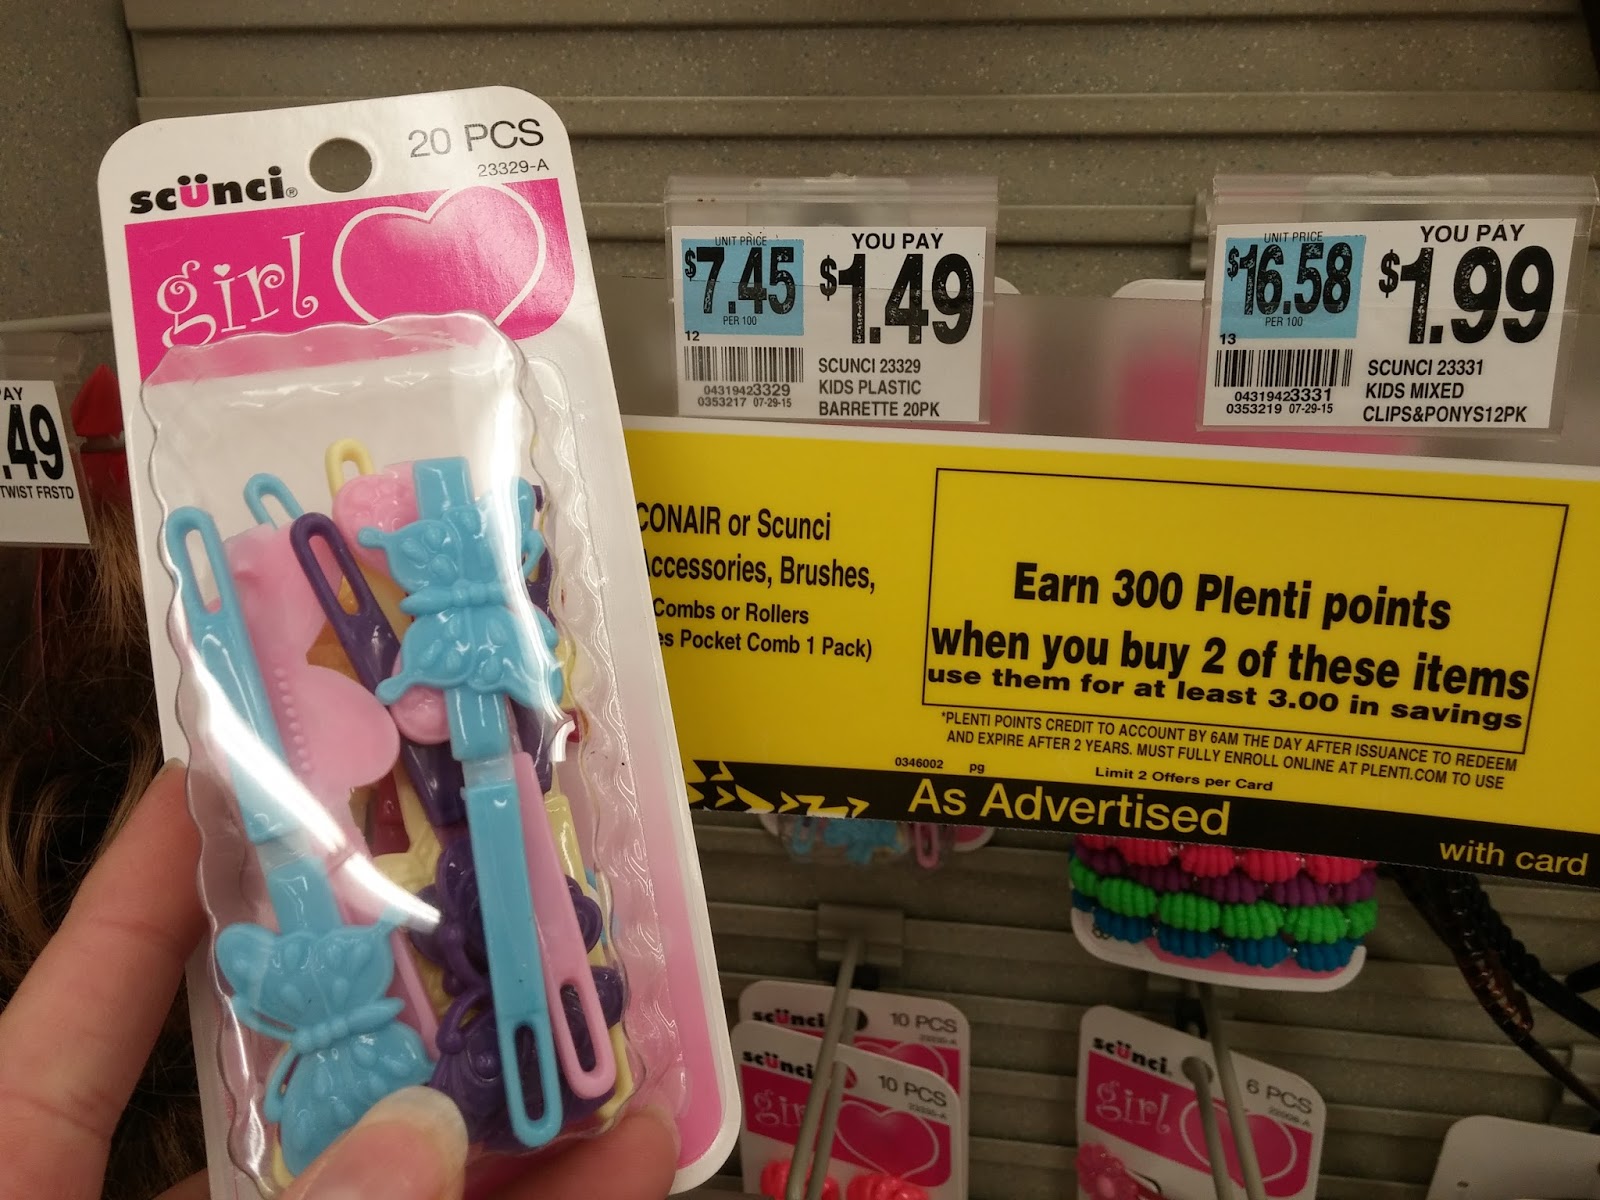 20 PCS
23329-A
scünci®
girl
PAY
.49
TWIST FRSTD
UNIT PRICE
$7.45
PER 100
YOU PAY
$1.49
12
04319423329
0353217 07-29-15
SCUNCI 23329
KIDS PLASTIC
BARRETTE 20PK
UNIT PRICE
$16.58
PER 100
YOU PAY
$1.99
13
04319423331
0353219 07-29-15
SCUNCI 23331
KIDS MIXED
CLIPS&PONYS12PK
CONAIR or Scunci
Accessories, Brushes,
Combs or Rollers
es Pocket Comb 1 Pack)
Earn 300 Plenti points
when you buy 2 of these items
use them for at least 3.00 in savings
*PLENTI POINTS CREDIT TO ACCOUNT BY 6AM THE DAY AFTER ISSUANCE TO REDEEM
AND EXPIRE AFTER 2 YEARS. MUST FULLY ENROLL ONLINE AT PLENTI.COM TO USE
0346002 pg
Limit 2 Offers per Card
As Advertised
with card
scünci
10 PCS
scünci
10 PCS
girl
scünci
6 PCS
girl